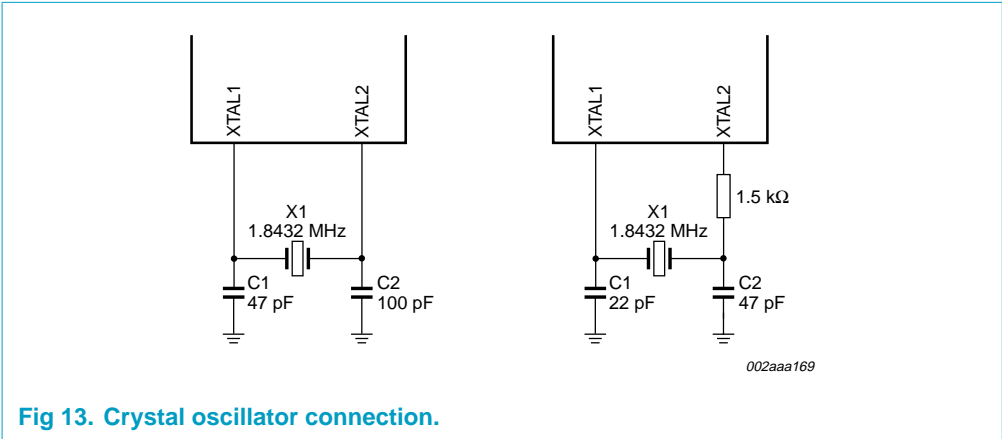 XTAL1
XTAL2
X1
1.8432 MHz
C1
47 pF
C2
100 pF
XTAL1
XTAL2
1.5 kΩ
X1
1.8432 MHz
C1
22 pF
C2
47 pF
002aaa169
Fig 13. Crystal oscillator connection.